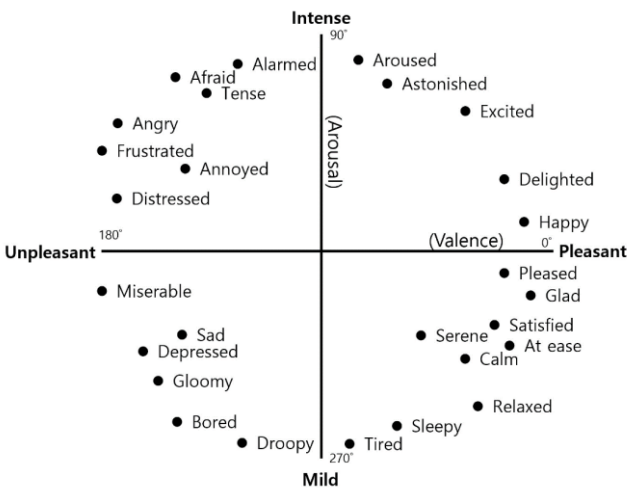 Intense
90°
Alarmed
Aroused
Afraid
Astonished
Tense
Excited
Angry
(Arousal)
Frustrated
Annoyed
Delighted
Distressed
Happy
180°
(Valence)
0°
Unpleasant
Pleasant
Pleased
Miserable
Glad
Satisfied
Sad
Serene
At ease
Depressed
Calm
Gloomy
Relaxed
Bored
Sleepy
Droopy
Tired
270°
Mild